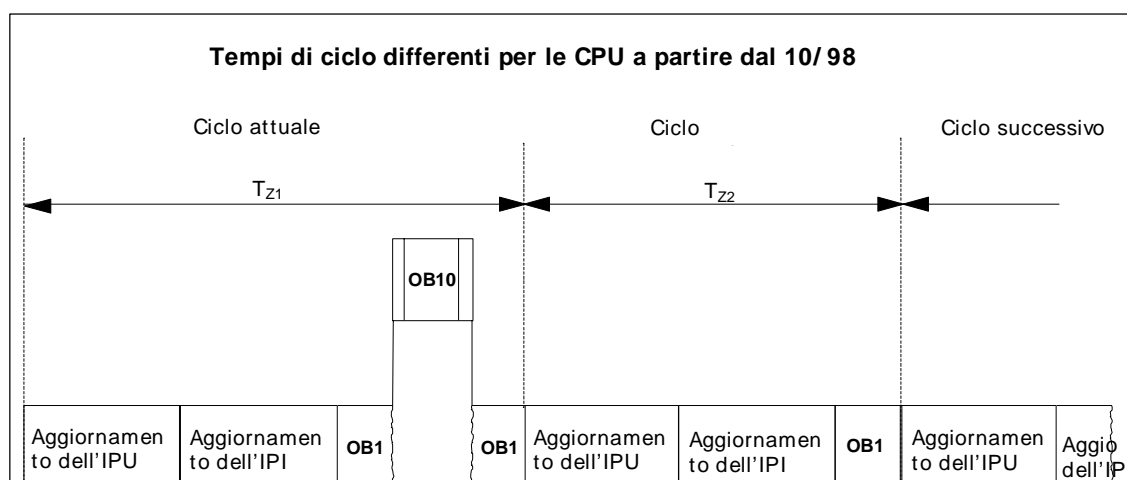 Tempi di ciclo differenti per le CPU a partire dal 10/ 98
Ciclo attuale
Ciclo
Ciclo successivo
TZ1
TZ2
OB10
Aggiornamen
to dell'IPU
Aggiornamen
to dell'IPI
OB1
OB1
Aggiornamen
to dell'IPU
Aggiornamen
to dell'IPI
OB1
Aggiornamen
to dell'IPU
Aggio
dell'IP